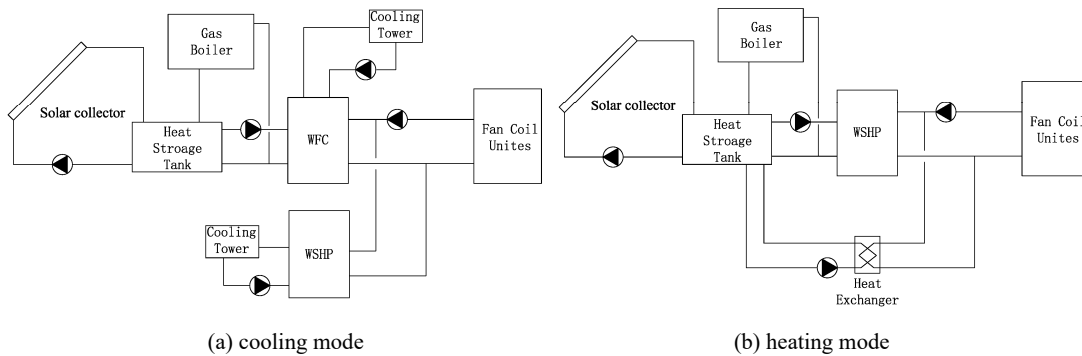 Cooling
Tower
Gas
Boiler
Solar collector
Heat
Stroage
Tank
WFC
Fan Coil
Unites
Cooling
Tower
WSHP
(a) cooling mode
Gas
Boiler
Solar collector
Heat
Stroage
Tank
WSHP
Fan Coil
Unites
Heat
Exchanger
(b) heating mode